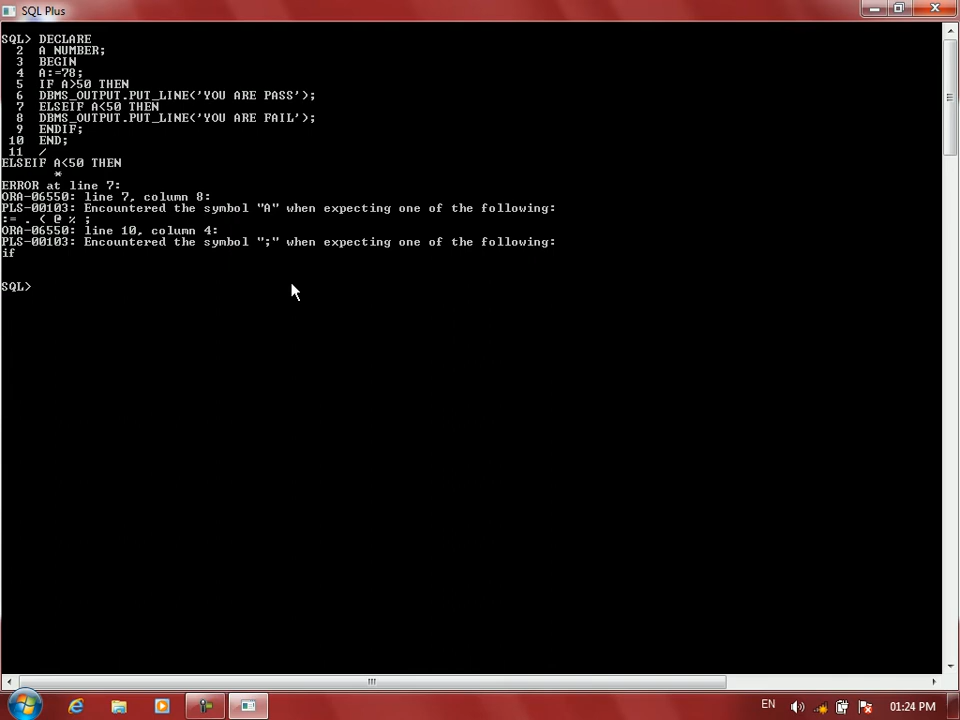 SQL Plus
SQL> DECLARE
2 A NUMBER;
3 BEGIN
4 A:=78;
5 IF A>50 THEN
6 DBMS_OUTPUT.PUT_LINE('YOU ARE PASS');
7 ELSEIF A<50 THEN
8 DBMS_OUTPUT.PUT_LINE('YOU ARE FAIL');
9 ENDIF;
10 END;
11 /
ELSEIF A<50 THEN
*
ERROR at line 7:
ORA-06550: line 7, column 8:
PLS-00103: Encountered the symbol "A" when expecting one of the following:
:= . ( @ % ;
ORA-06550: line 10, column 4:
PLS-00103: Encountered the symbol ";" when expecting one of the following:
if
SQL>
EN
01:24 PM